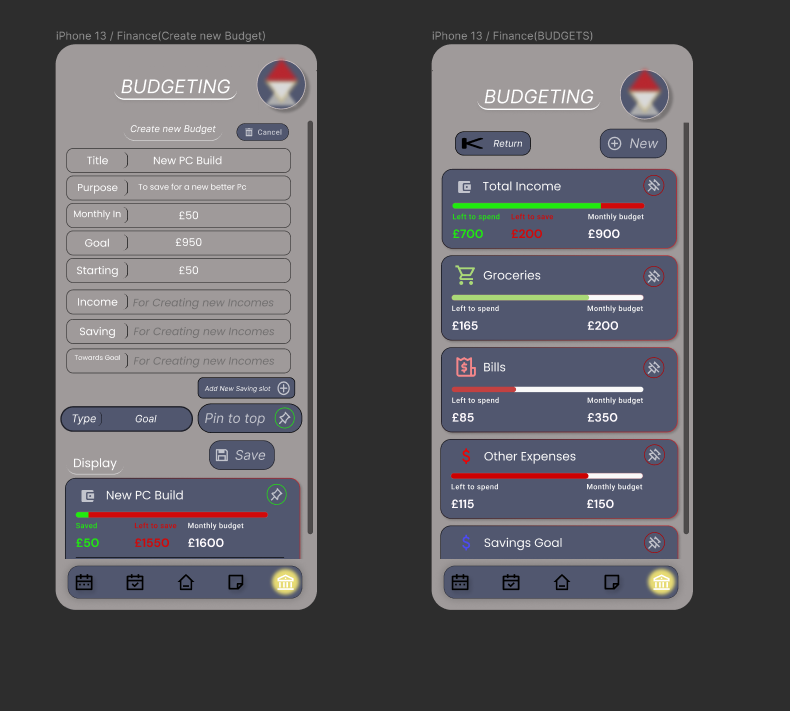 iPhone 13 / Finance(Create new Budget)
BUDGETING
Create new Budget
Cancel
Title New PC Build
Purpose To save for a new better Pc
Monthly In £50
Goal £950
Starting £50
Income For Creating new Incomes
Saving For Creating new Incomes
Towards Goal For Creating new Incomes
Add New Saving slot
Type Goal
Pin to top
Save
Display
New PC Build
Saved Left to save Monthly budget
£50 £1550 £1600
iPhone 13 / Finance(BUDGETS)
BUDGETING
Return
New
Total Income
Left to spend Left to save Monthly budget
£700 £200 £900
Groceries
Left to spend Monthly budget
£165 £200
Bills
Left to spend Monthly budget
£85 £350
Other Expenses
Left to spend Monthly budget
£115 £150
Savings Goal